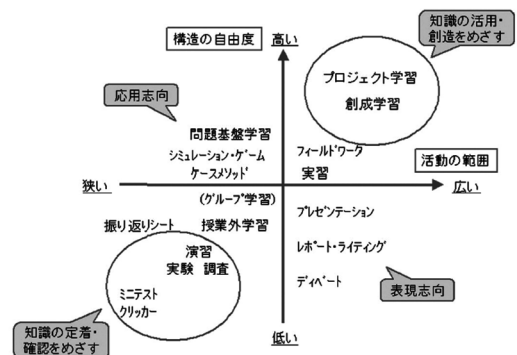 構造の自由度
高い
知識の活用・
創造をめざす
プロジェクト学習
創成学習
応用志向
問題基盤学習
シミュレーション・ゲーム
ケースメソッド
フィールドワーク
実習
活動の範囲
狭い
広い
(グループ学習)
プレゼンテーション
振り返りシート
授業外学習
演習
実験 調査
レポート・ライティング
ミニテスト
クリッカー
ディベート
表現志向
知識の定着・
確認をめざす
低い